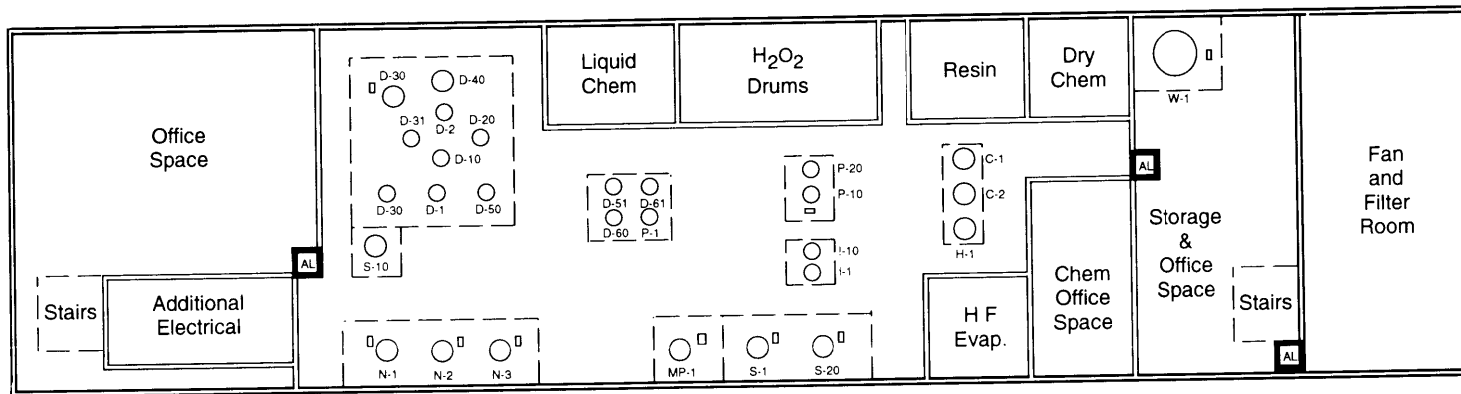 Office
Space
D-30
D-40
D-31
D-2
D-20
D-10
D-30
D-1
D-50
S-10
AL
Stairs
Additional
Electrical
N-1
N-2
N-3
Liquid
Chem
H2O2
Drums
D-51
D-61
D-60
P-1
P-20
P-10
I-10
I-1
MP-1
S-1
S-20
Resin
Dry
Chem
C-1
C-2
H-1
H F
Evap.
Chem
Office
Space
W-1
AL
Storage
&
Office
Space
Stairs
AL
Fan
and
Filter
Room